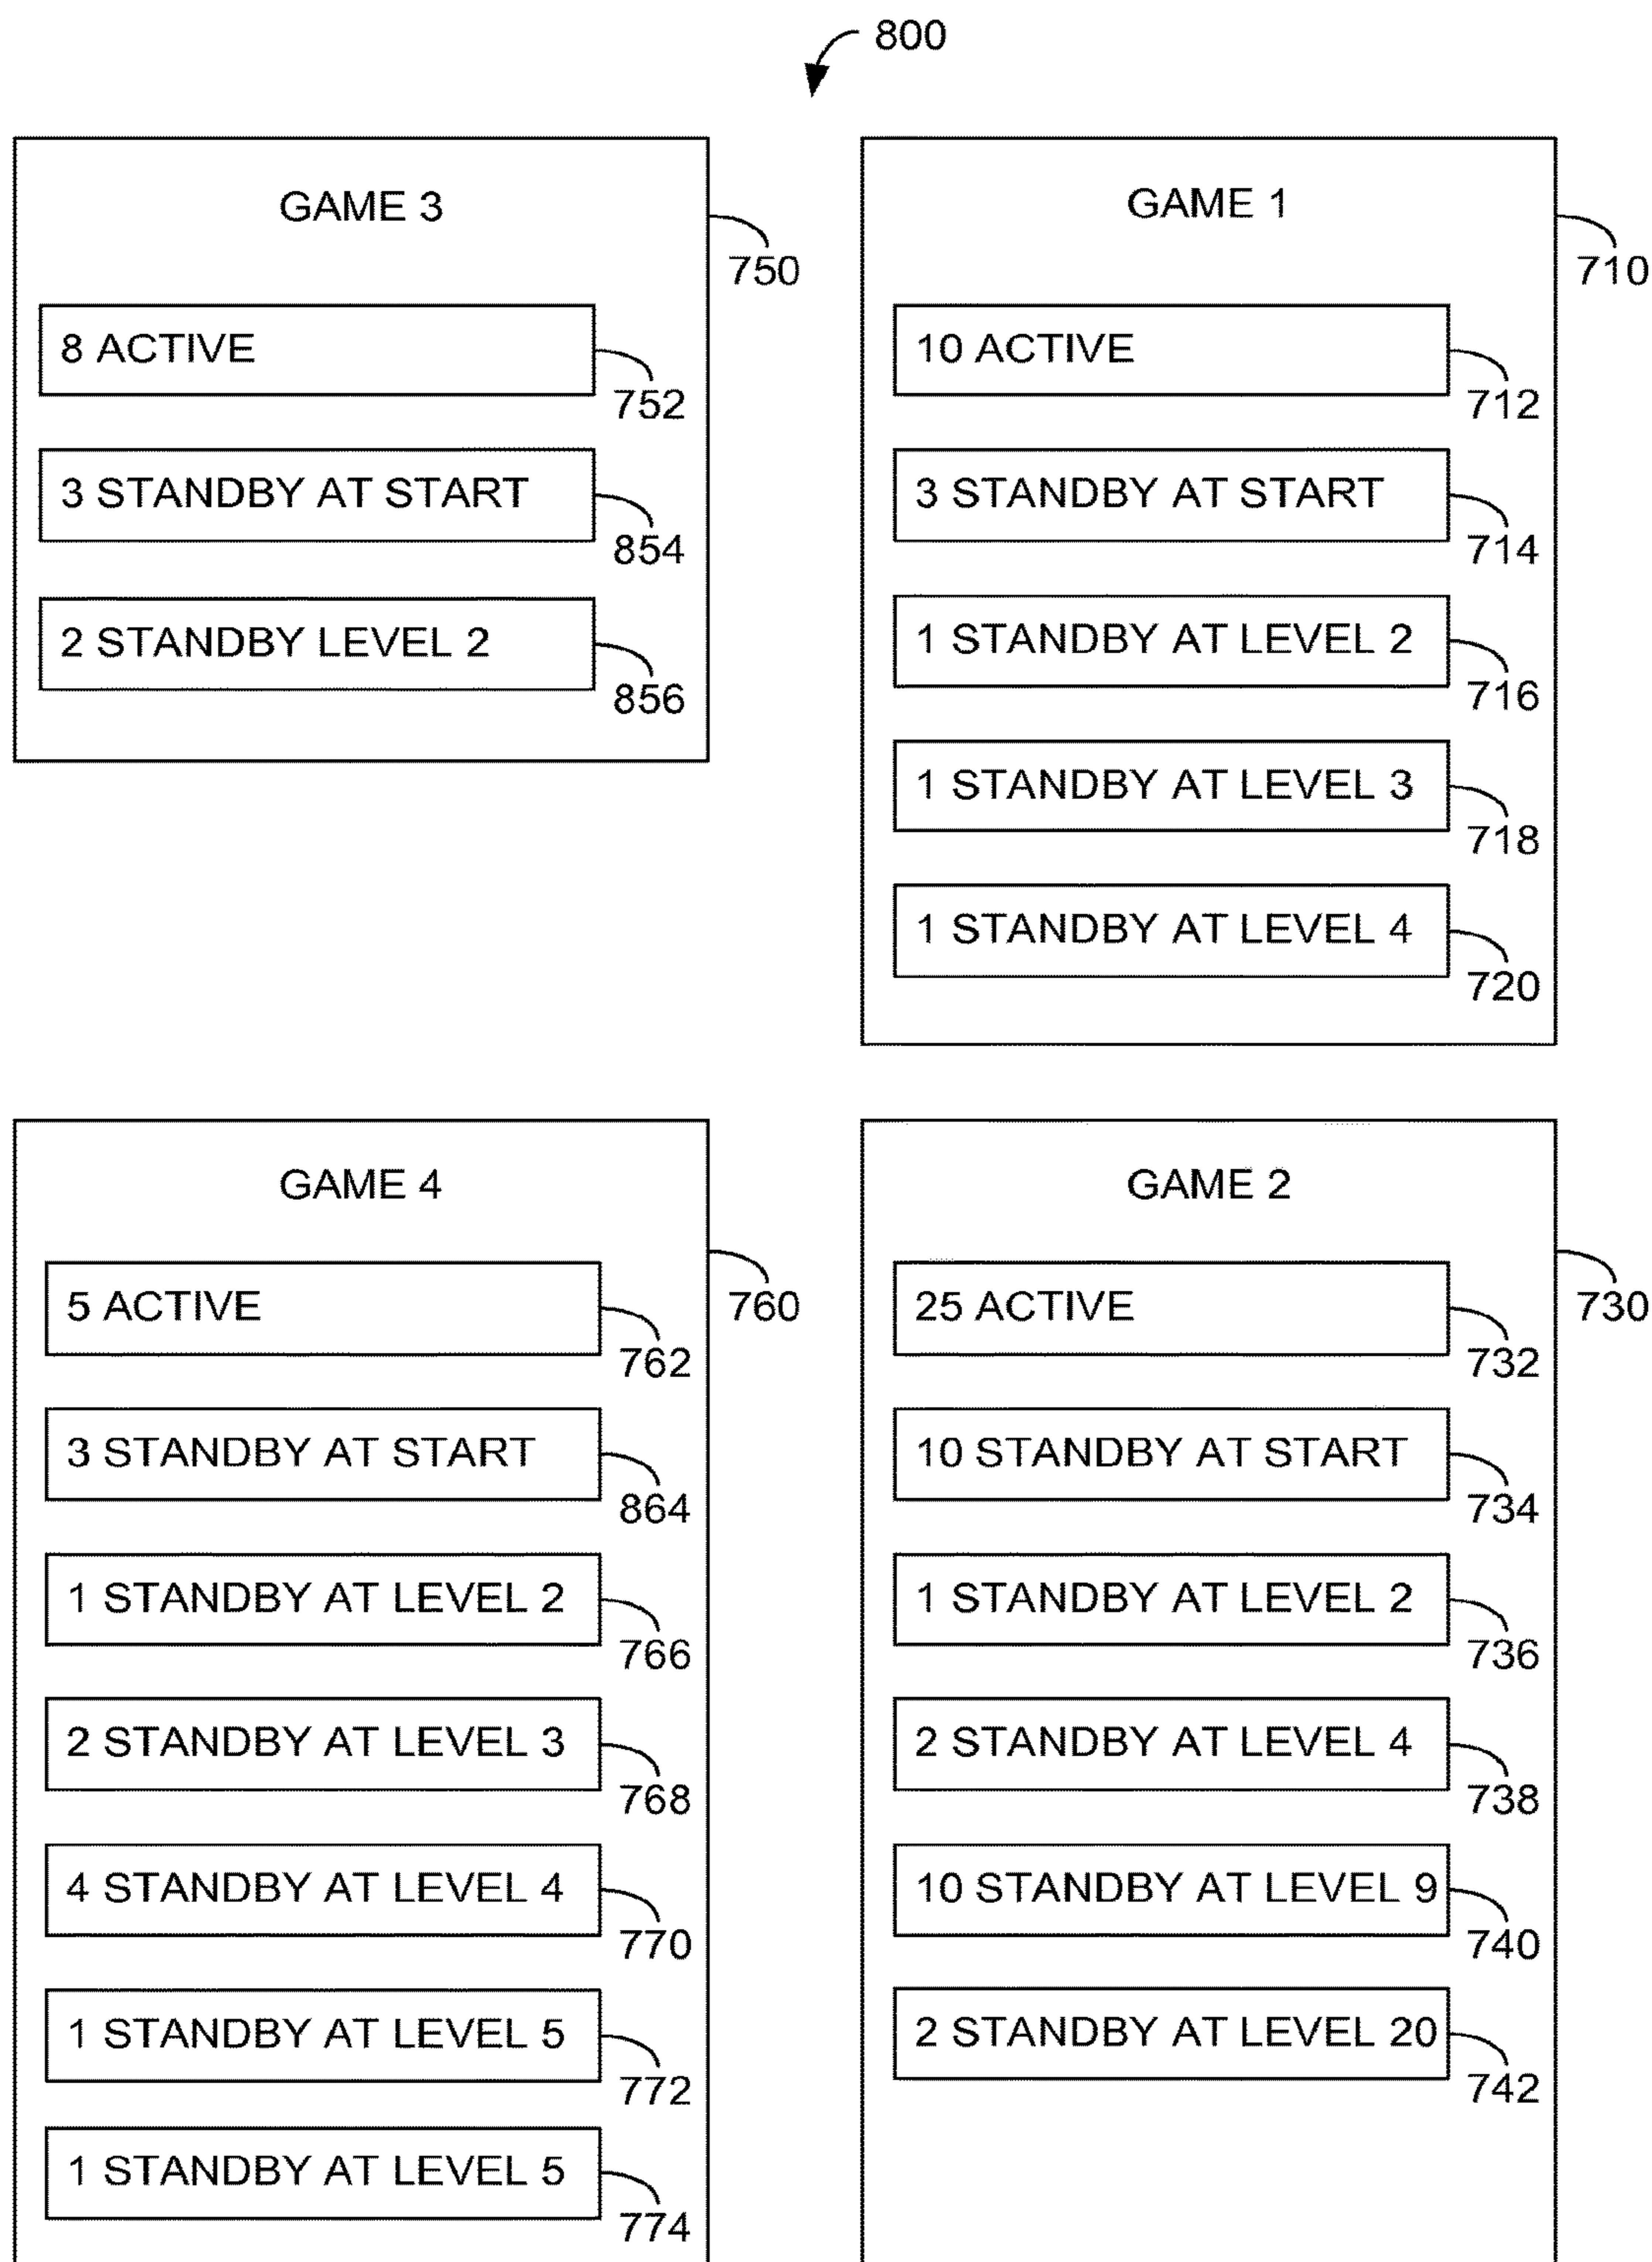 800
GAME 3
750
8 ACTIVE
752
3 STANDBY AT START
854
2 STANDBY LEVEL 2
856
GAME 1
710
10 ACTIVE
712
3 STANDBY AT START
714
1 STANDBY AT LEVEL 2
716
1 STANDBY AT LEVEL 3
718
1 STANDBY AT LEVEL 4
720
GAME 4
760
5 ACTIVE
762
3 STANDBY AT START
864
1 STANDBY AT LEVEL 2
766
2 STANDBY AT LEVEL 3
768
4 STANDBY AT LEVEL 4
770
1 STANDBY AT LEVEL 5
772
1 STANDBY AT LEVEL 5
774
GAME 2
730
25 ACTIVE
732
10 STANDBY AT START
734
1 STANDBY AT LEVEL 2
736
2 STANDBY AT LEVEL 4
738
10 STANDBY AT LEVEL 9
740
2 STANDBY AT LEVEL 20
742